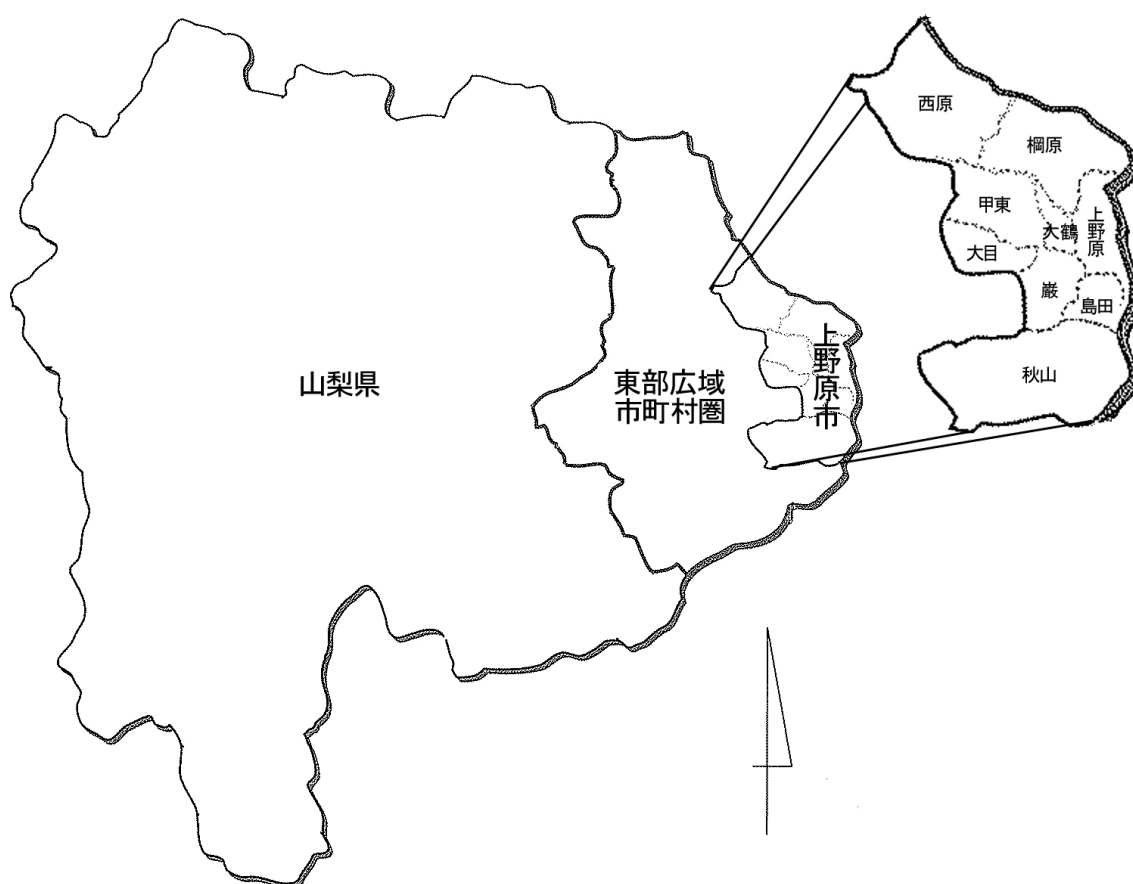 西原
棡原
甲東
大鶴
上野原
大目
巌
島田
秋山
山梨県
東部広域
市町村圏
上野原市